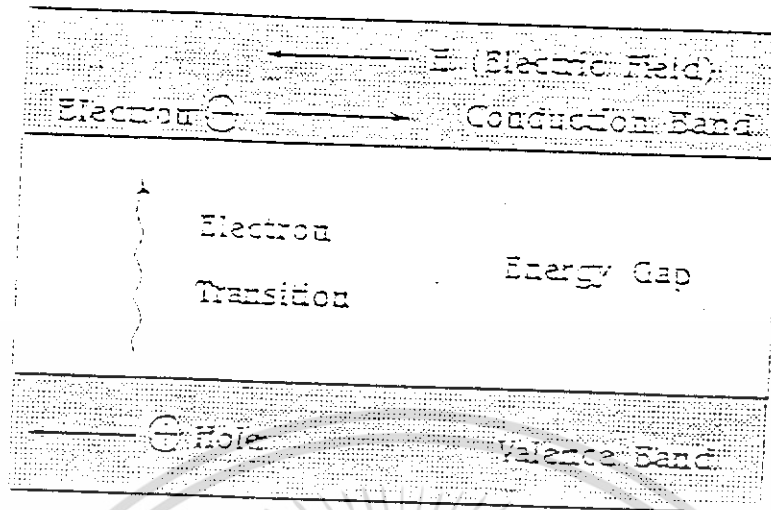 E (Electric Field)
Electron Conduction Band
Electron
Transition
Energy Gap
Hole
Valence Band